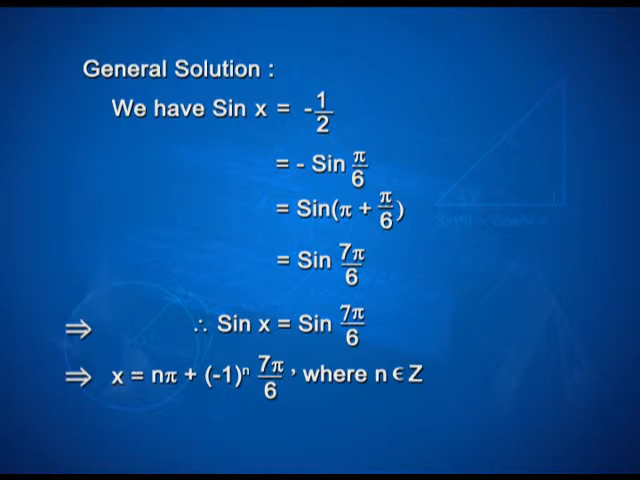 General Solution :
We have Sin x = -1/2
= - Sin π/6
= Sin(π + π/6)
= Sin 7π/6
⇒ ∴ Sin x = Sin 7π/6
⇒ x = nπ + (-1)ⁿ 7π/6 , where n ∈ Z